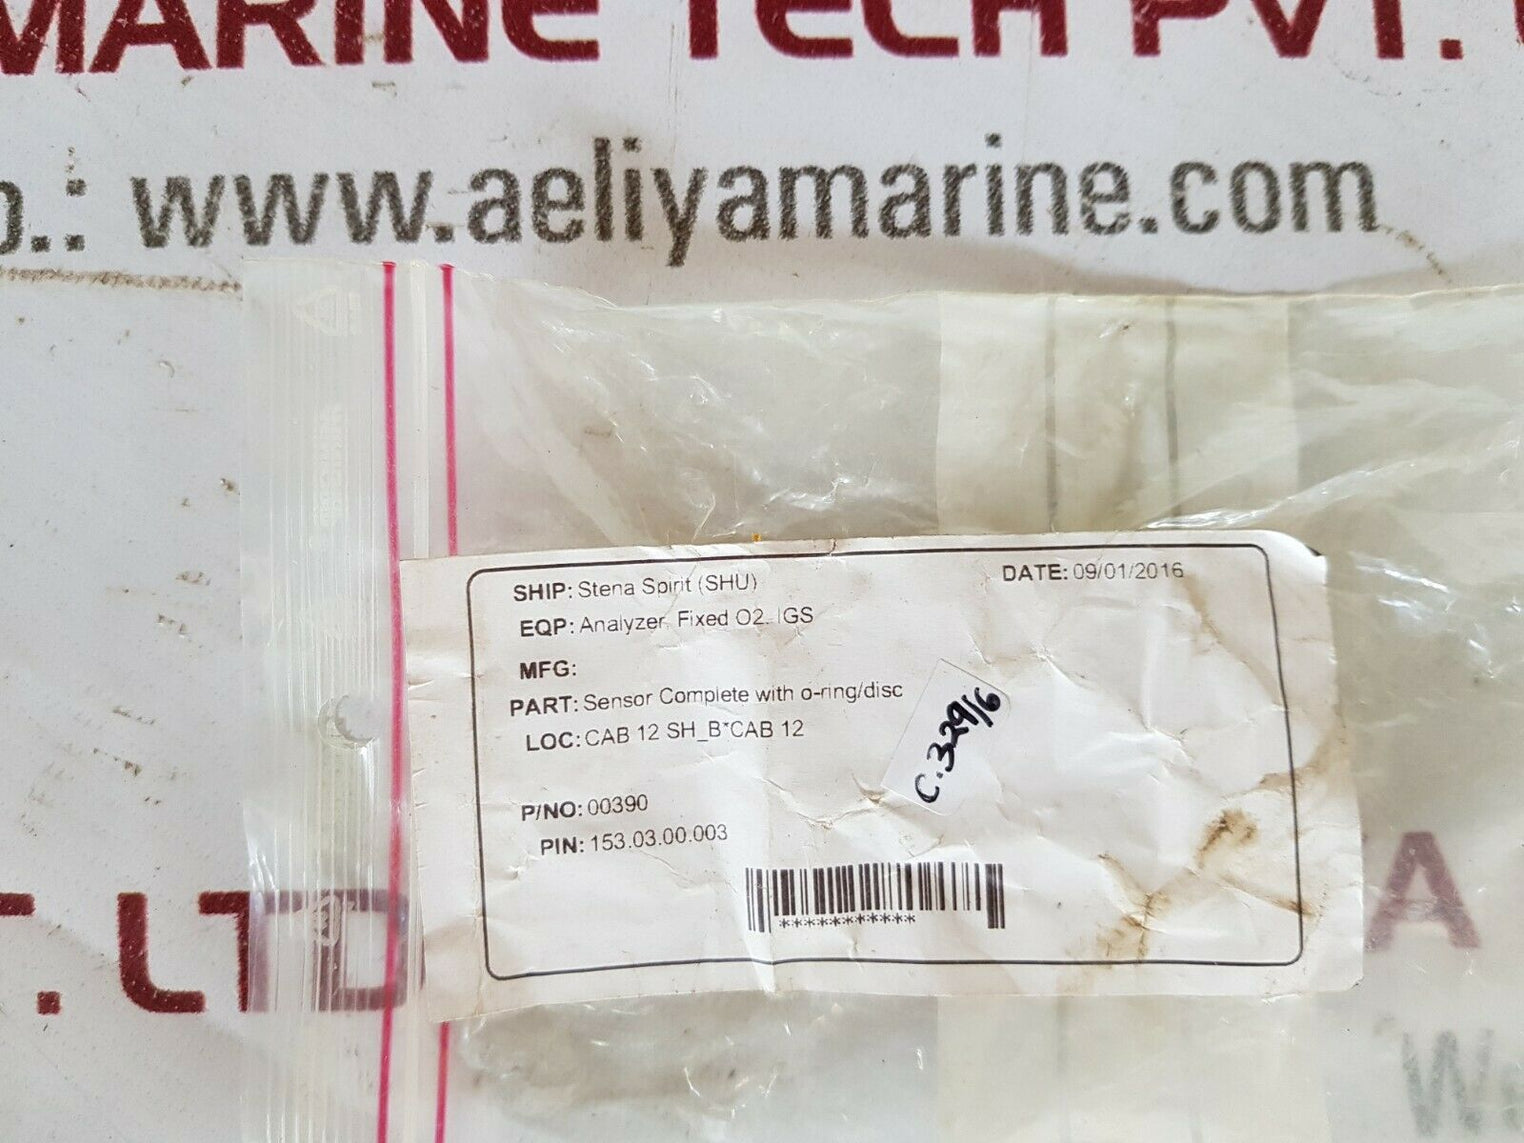 MARINE TECH PVT.
.: www.aeliyamarine.com
SHIP: Stena Spirit (SHU)
DATE: 09/01/2016
EQP: Analyzer, Fixed O2, IGS
MFG:
PART: Sensor Complete with o-ring/disc
LOC: CAB 12 SH_B*CAB 12
C.329/6
P/NO: 00390
PIN: 153.03.00.003
***********
T. LTD
A